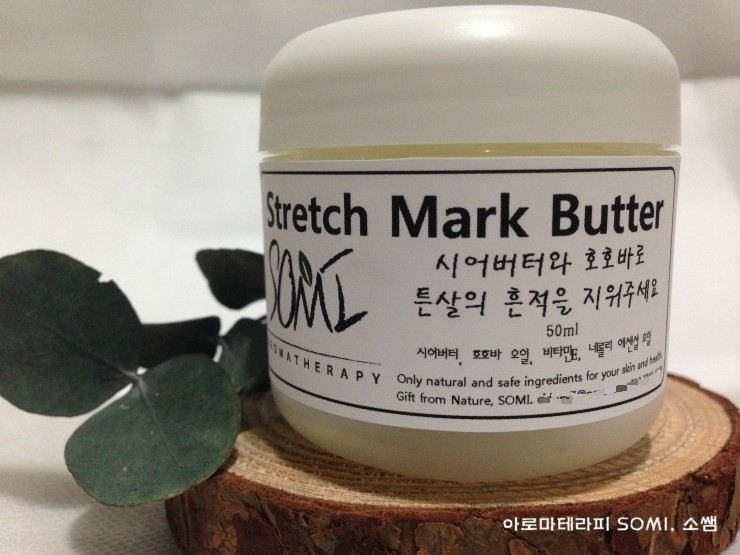 Stretch Mark Butter
SOMI
AROMATHERAPY
시어버터와 호호바로
튼살의 흔적을 지워주세요
50ml
시어버터, 호호바 오일, 비타민E, 네롤리 에센셜 오일
Only natural and safe ingredients for your skin and health.
Gift from Nature, SOMI.
아로마테라피 SOMI, 소쌤